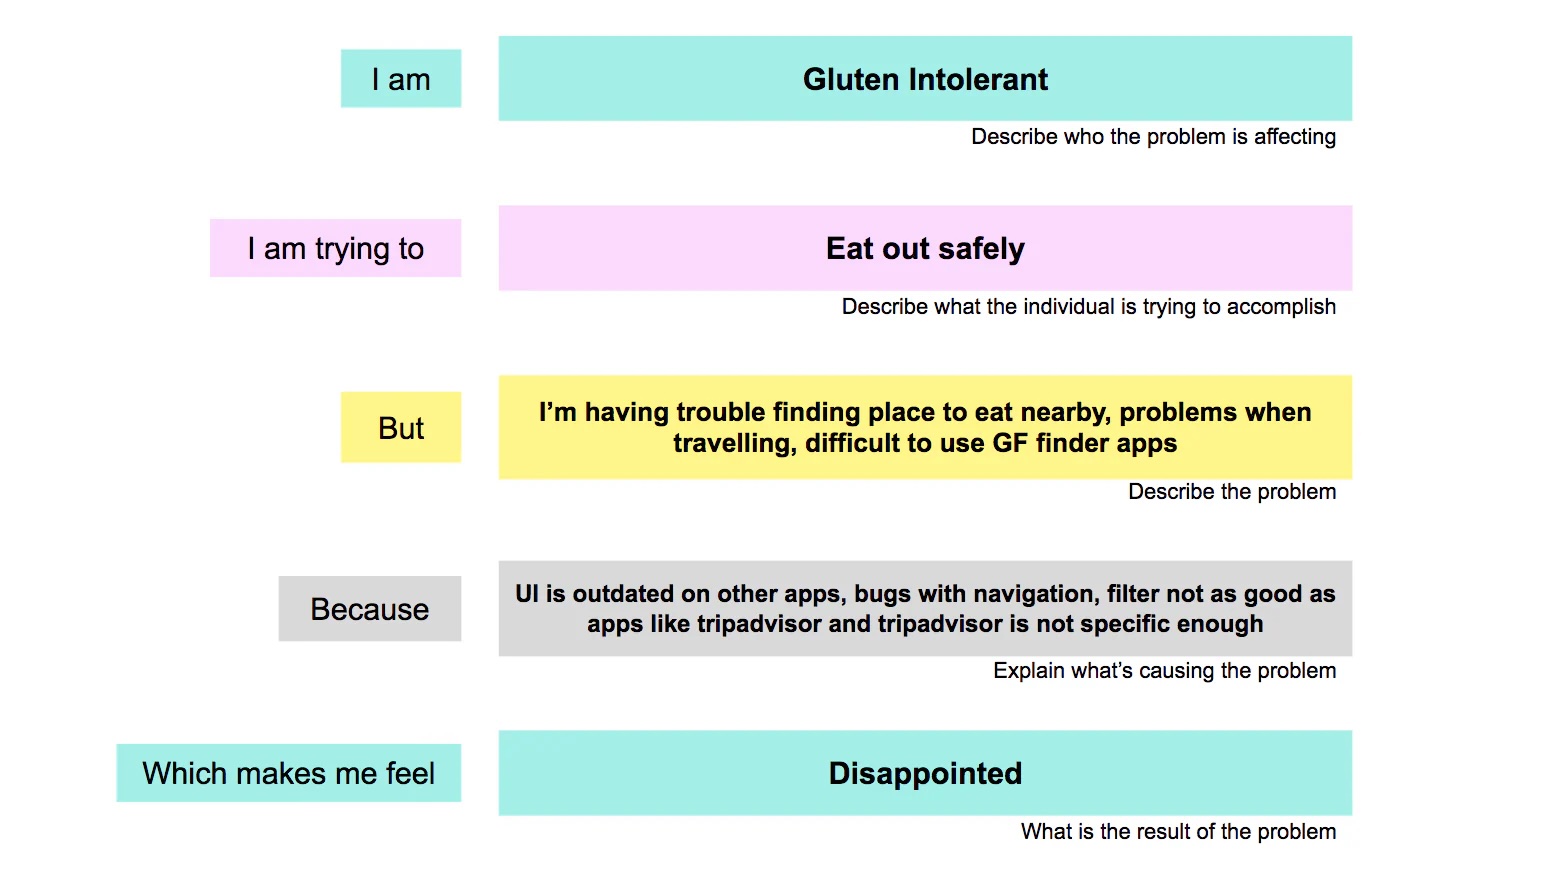 I am
Gluten Intolerant
Describe who the problem is affecting
I am trying to
Eat out safely
Describe what the individual is trying to accomplish
But
I’m having trouble finding place to eat nearby, problems when
travelling, difficult to use GF finder apps
Describe the problem
Because
UI is outdated on other apps, bugs with navigation, filter not as good as
apps like tripadvisor and tripadvisor is not specific enough
Explain what’s causing the problem
Which makes me feel
Disappointed
What is the result of the problem